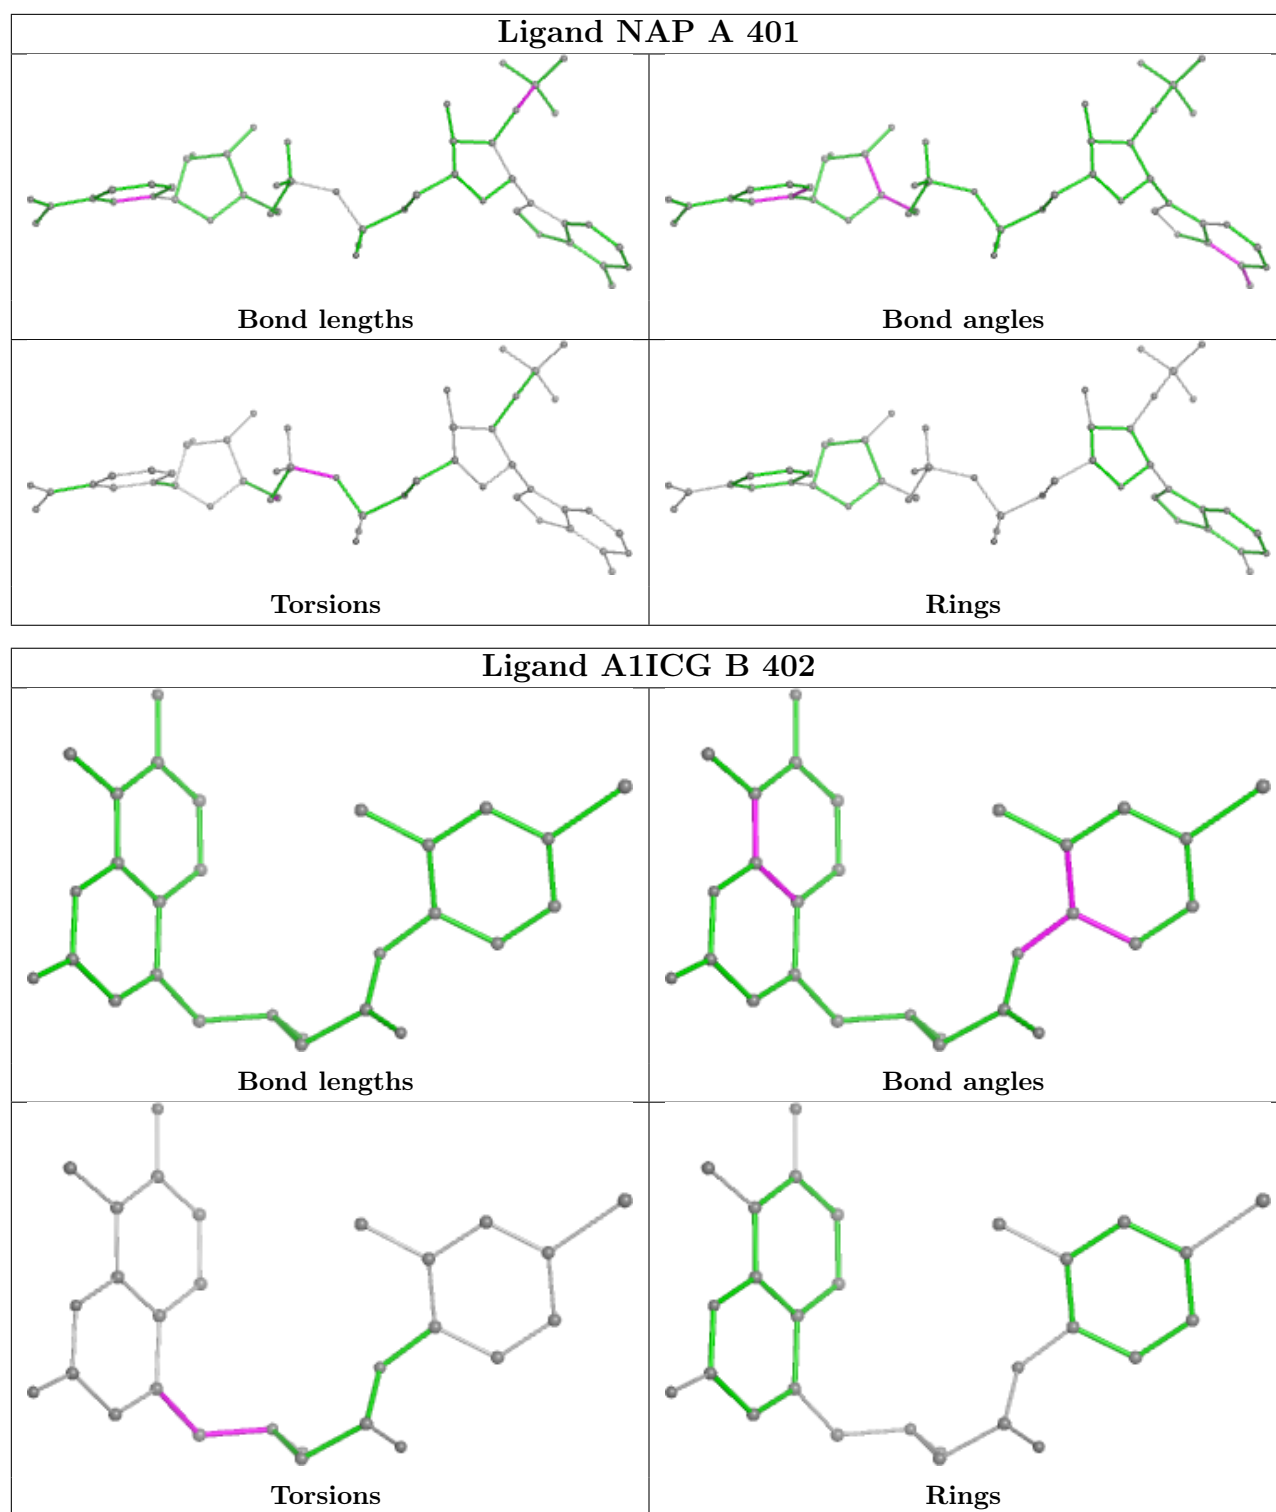 Ligand NAP A 401
Bond lengths
Bond angles
Torsions
Rings
Ligand A1ICG B 402
Bond lengths
Bond angles
Torsions
Rings